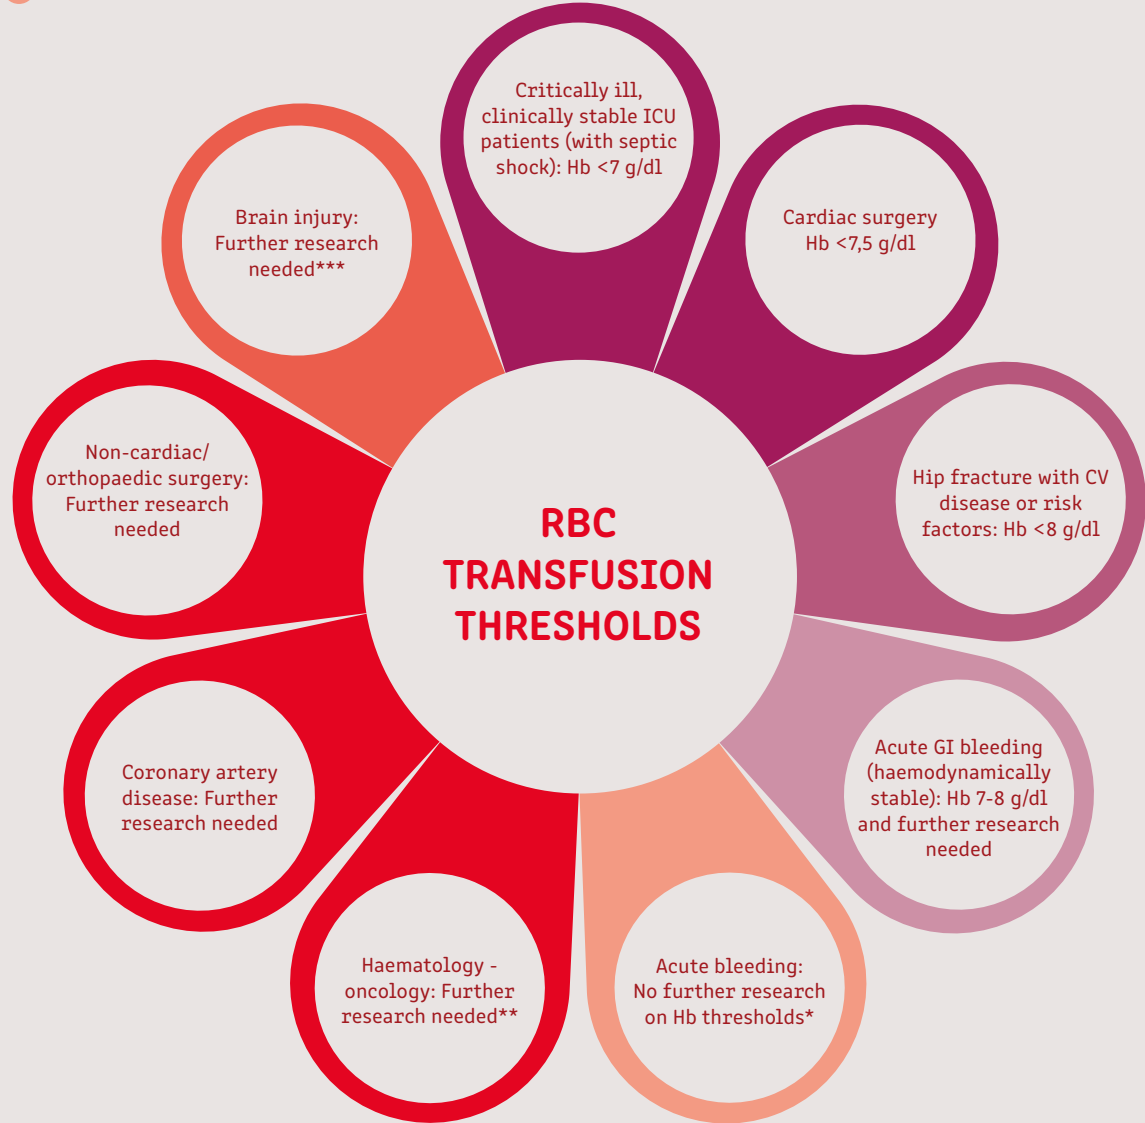 Critically ill,
clinically stable ICU
patients (with septic
shock): Hb <7 g/dl
Cardiac surgery
Hb <7,5 g/dl
Hip fracture with CV
disease or risk
factors: Hb <8 g/dl
Acute GI bleeding
(haemodynamically
stable): Hb 7-8 g/dl
and further research
needed
Acute bleeding:
No further research
on Hb thresholds*
Haematology -
oncology: Further
research needed**
Coronary artery
disease: Further
research needed
Non-cardiac/
orthopaedic surgery:
Further research
needed
Brain injury:
Further research
needed***
RBC
TRANSFUSION
THRESHOLDS